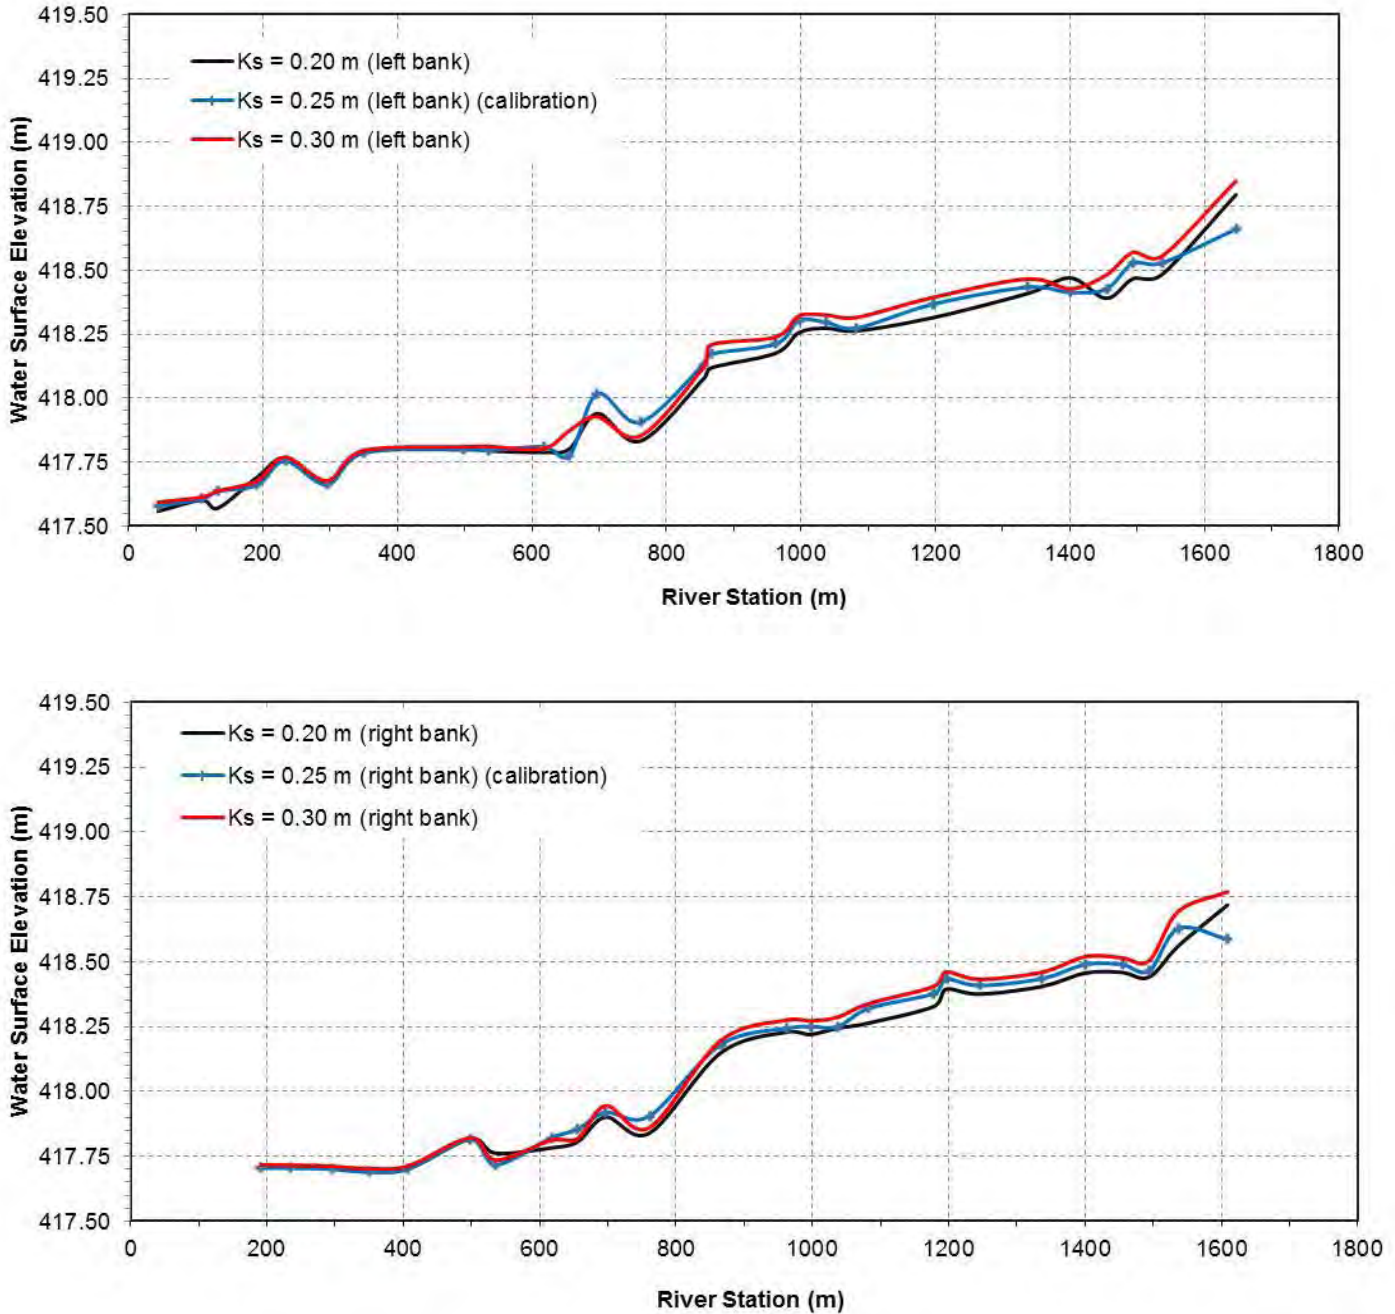 419.50
419.25
419.00
418.75
418.50
418.25
418.00
417.75
417.50
Water Surface Elevation (m)
Ks = 0.20 m (left bank)
Ks = 0.25 m (left bank) (calibration)
Ks = 0.30 m (left bank)
0 200 400 600 800 1000 1200 1400 1600 1800
River Station (m)
419.50
419.25
419.00
418.75
418.50
418.25
418.00
417.75
417.50
Water Surface Elevation (m)
Ks = 0.20 m (right bank)
Ks = 0.25 m (right bank) (calibration)
Ks = 0.30 m (right bank)
0 200 400 600 800 1000 1200 1400 1600 1800
River Station (m)